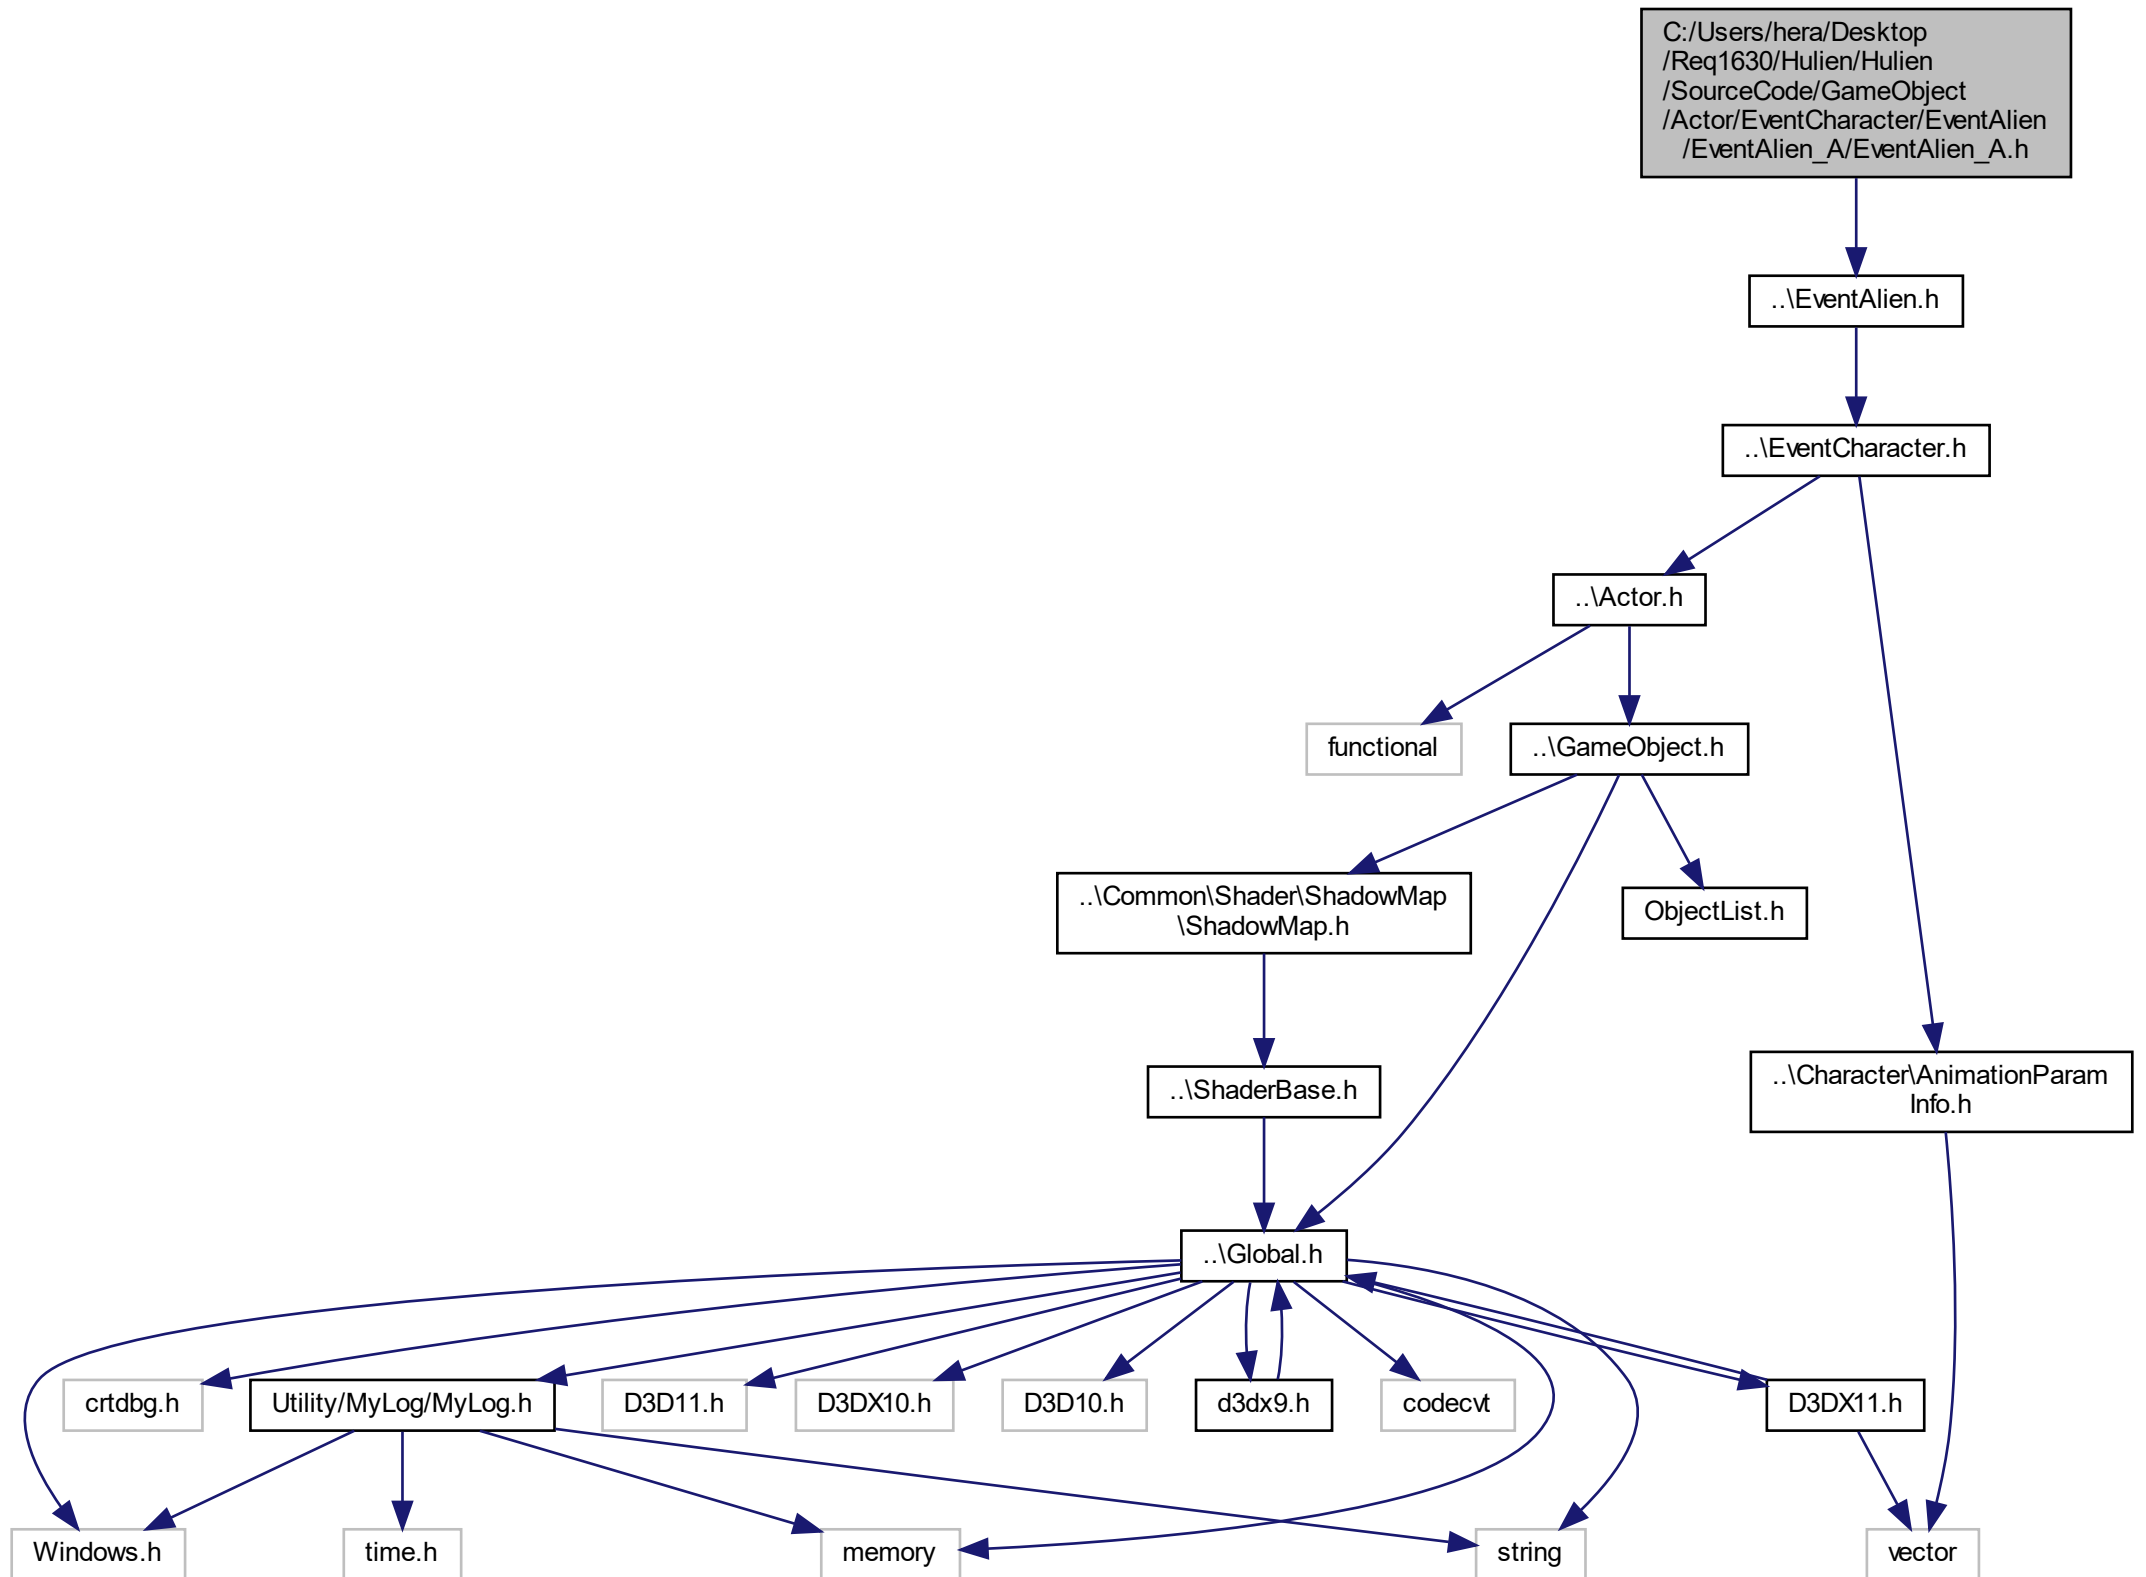 C:/Users/hera/Desktop
/Req1630/Hulien/Hulien
/SourceCode/GameObject
/Actor/EventCharacter/EventAlien
/EventAlien_A/EventAlien_A.h
..\EventAlien.h
..\EventCharacter.h
..\Actor.h
functional
..\GameObject.h
..\Common\Shader\ShadowMap
\ShadowMap.h
ObjectList.h
..\ShaderBase.h
..\Character\AnimationParam
Info.h
..\Global.h
crtdbg.h
Utility/MyLog/MyLog.h
D3D11.h
D3DX10.h
D3D10.h
d3dx9.h
codecvt
D3DX11.h
Windows.h
time.h
memory
string
vector